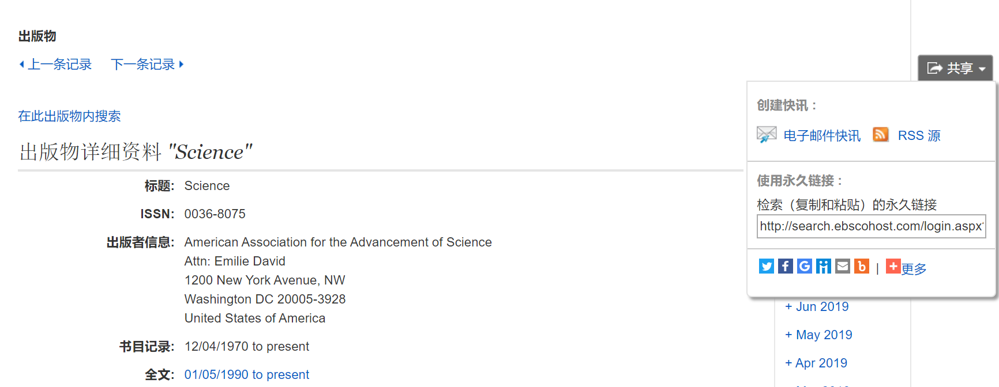 出版物
上一条记录 下一条记录
共享
在此出版物内搜索
出版物详细资料 "Science"
标题: Science
ISSN: 0036-8075
出版者信息: American Association for the Advancement of Science
Attn: Emilie David
1200 New York Avenue, NW
Washington DC 20005-3928
United States of America
书目记录: 12/04/1970 to present
全文: 01/05/1990 to present
创建快讯：
电子邮件快讯 RSS 源
使用永久链接：
检索（复制和粘贴）的永久链接
http://search.ebscohost.com/login.aspx
| 更多
+ Jun 2019
+ May 2019
+ Apr 2019